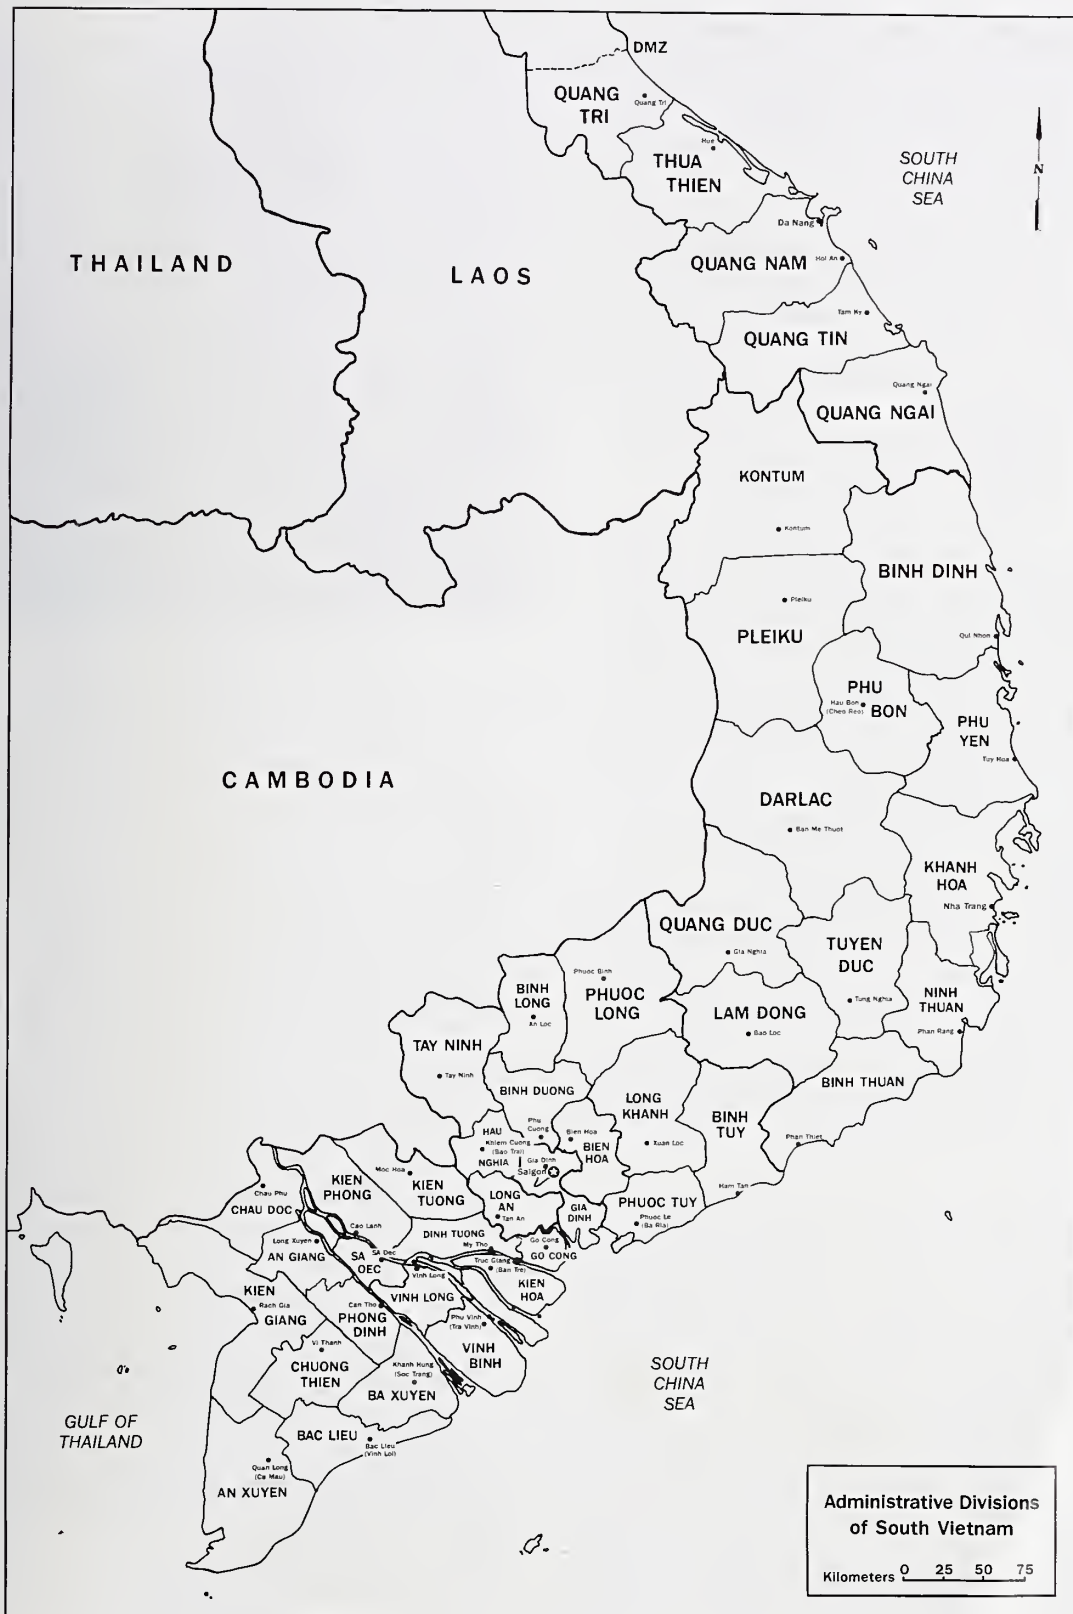 DMZ
QUANG
TRI
Quang Tri
THUA
THIEN
Hue
SOUTH
CHINA
SEA
N
Da Nang
THAILAND
LAOS
QUANG NAM
Hoi An
QUANG TIN
Tam Ky
Quang Ngai
QUANG NGAI
KONTUM
Kontum
BINH DINH
Pleiku
PLEIKU
Qui Nhon
PHU
BON
Hau Bon
(Cheo Reo)
PHU
YEN
Tuy Hoa
CAMBODIA
DARLAC
Ban Me Thuot
KHANH
HOA
Nha Trang
QUANG DUC
Gia Nghia
TUYEN
DUC
Tung Nghia
Phuoc Binh
PHUOC
LONG
BINH
LONG
An Loc
LAM DONG
Bao Loc
NINH
THUAN
Phan Rang
TAY NINH
Tay Ninh
BINH DUONG
Phu
Cuong
LONG
KHANH
Xuan Loc
BINH
TUY
BINH THUAN
Phan Thiet
HAU
Khiem Cuong
(Bao Trai)
NGHIA
Bien Hoa
BIEN
HOA
Gia Dinh
Saigon
Ham Tan
Moc Hoa
KIEN
PHONG
KIEN
TUONG
LONG
AN
Tan An
GIA
DINH
PHUOC TUY
Phuoc Le
(Ba Ria)
Chau Phu
CHAU DOC
Cao Lanh
DINH TUONG
My Tho
Go Cong
GO CONG
Long Xuyen
AN GIANG
SA
DEC
SA Dec
Vinh Long
Truc Giang
(Ban Tre)
KIEN
HOA
KIEN
GIANG
Rach Gia
VINH LONG
Can Tho
PHONG
DINH
Phu Vinh
(Tra Vinh)
VINH
BINH
Vi Thanh
CHUONG
THIEN
Khanh Hung
(Soc Trang)
BA XUYEN
SOUTH
CHINA
SEA
GULF OF
THAILAND
BAC LIEU
Bac Lieu
(Vinh Loi)
Quan Long
(Ca Mau)
AN XUYEN
Administrative Divisions
of South Vietnam
Kilometers 0 25 50 75